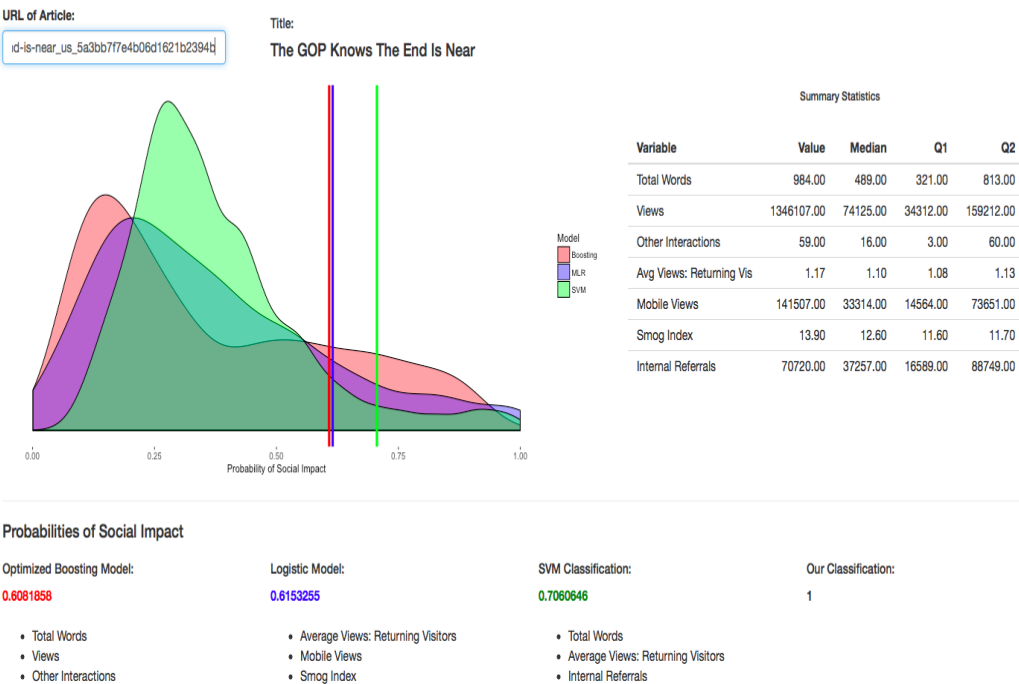 URL of Article:
ıd-is-near_us_5a3bb7f7e4b06d1621b2394b
Title:
The GOP Knows The End Is Near
Summary Statistics
Variable Value Median Q1 Q2
Total Words 984.00 489.00 321.00 813.00
Views 1346107.00 74125.00 34312.00 159212.00
Other Interactions 59.00 16.00 3.00 60.00
Avg Views: Returning Vis 1.17 1.10 1.08 1.13
Mobile Views 141507.00 33314.00 14564.00 73651.00
Smog Index 13.90 12.60 11.60 11.70
Internal Referrals 70720.00 37257.00 16589.00 88749.00
Model
Boosting
MLR
SVM
0.00 0.25 0.50 0.75 1.00
Probability of Social Impact
Probabilities of Social Impact
Optimized Boosting Model: Logistic Model: SVM Classification: Our Classification:
0.6081858 0.6153255 0.7060646 1
• Total Words • Average Views: Returning Visitors • Total Words
• Views • Mobile Views • Average Views: Returning Visitors
• Other Interactions • Smog Index • Internal Referrals